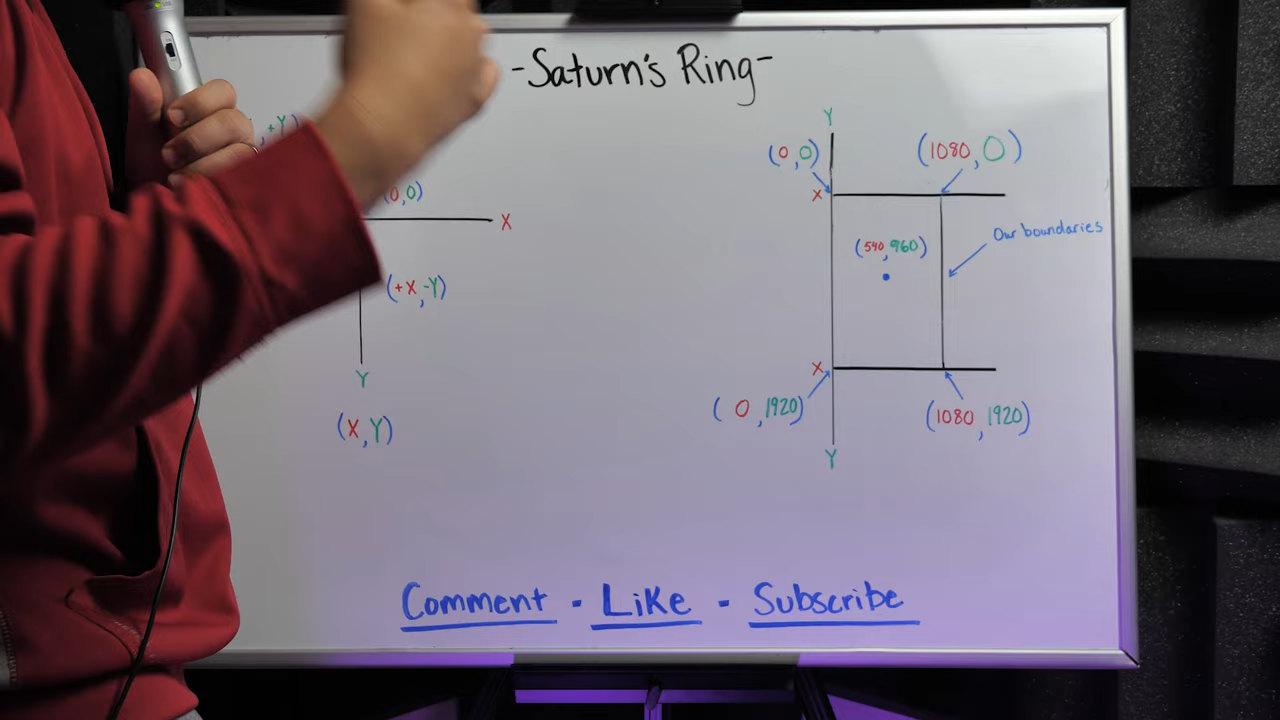 -Saturn's Ring-
, +Y)
(0,0)
X
(+X,-Y)
Y
(X,Y)
Y
(0,0)
(1080,0)
X
Our boundaries
(540,960)
X
(0,1920)
(1080,1920)
Y
Comment - Like - Subscribe